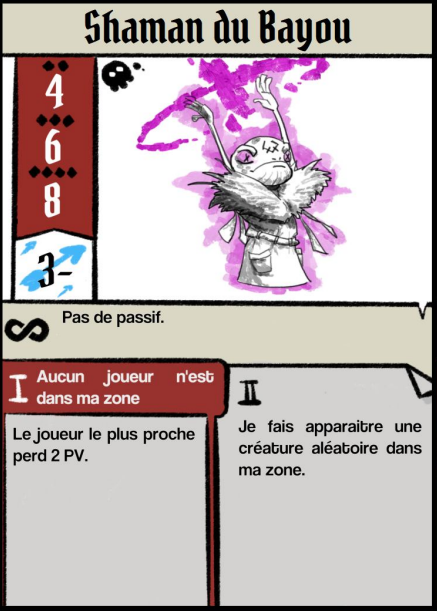 Shaman du Bayou
4
6
8
3-
Pas de passif.
I Aucun joueur n'est
dans ma zone
Le joueur le plus proche
perd 2 PV.
II
Je fais apparaitre une
créature aléatoire dans
ma zone.